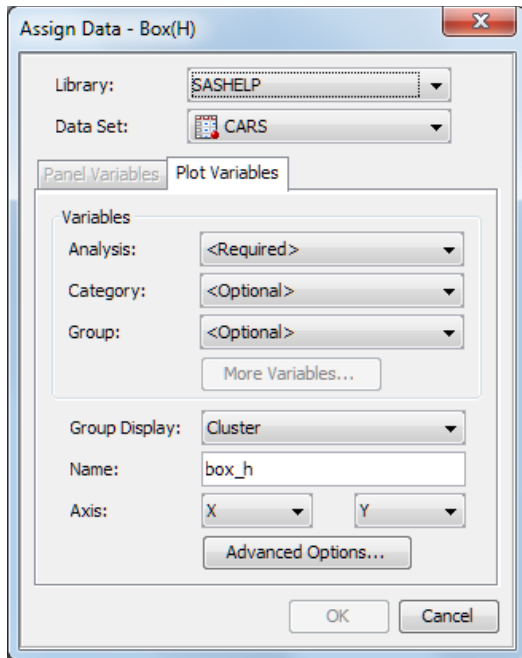 Assign Data - Box(H)
Library: SASHELP
Data Set: CARS
Panel Variables Plot Variables
Variables
Analysis: <Required>
Category: <Optional>
Group: <Optional>
More Variables...
Group Display: Cluster
Name: box_h
Axis: X Y
Advanced Options...
OK Cancel